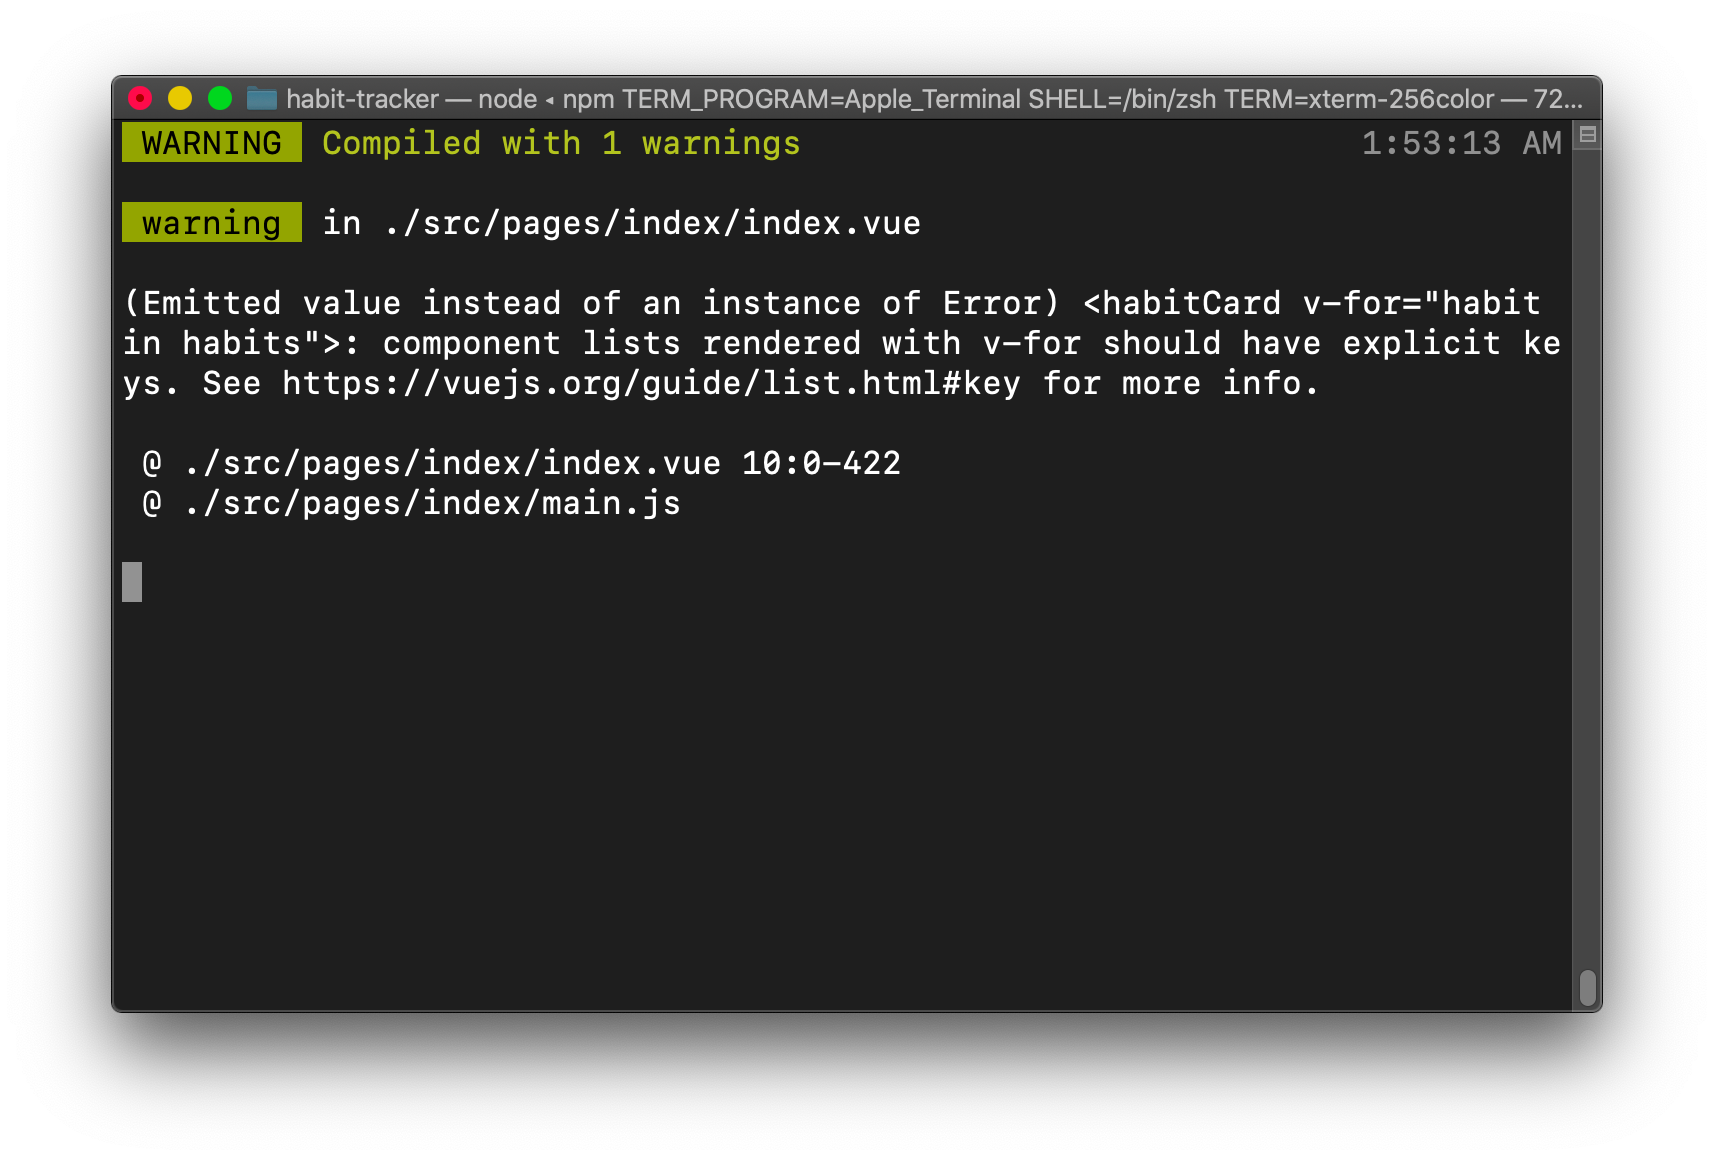 habit-tracker — node ◂ npm TERM_PROGRAM=Apple_Terminal SHELL=/bin/zsh TERM=xterm-256color — 72...
WARNING Compiled with 1 warnings 1:53:13 AM
warning in ./src/pages/index/index.vue
(Emitted value instead of an instance of Error) <habitCard v-for="habit
in habits">: component lists rendered with v-for should have explicit ke
ys. See https://vuejs.org/guide/list.html#key for more info.
@ ./src/pages/index/index.vue 10:0-422
@ ./src/pages/index/main.js